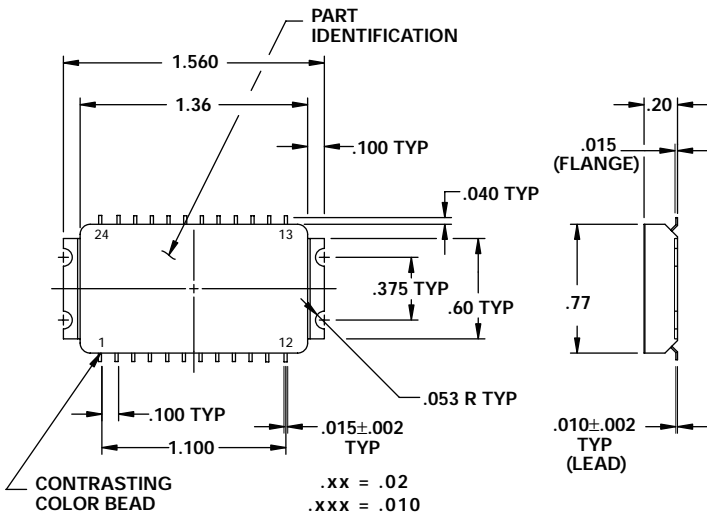 PART
IDENTIFICATION
1.560
1.36
.20
.100 TYP
.015
(FLANGE)
.040 TYP
24
13
.375 TYP
.60 TYP
.77
1
12
.053 R TYP
.100 TYP
.015±.002
TYP
.010±.002
TYP
(LEAD)
1.100
CONTRASTING
COLOR BEAD
.xx = .02
.xxx = .010